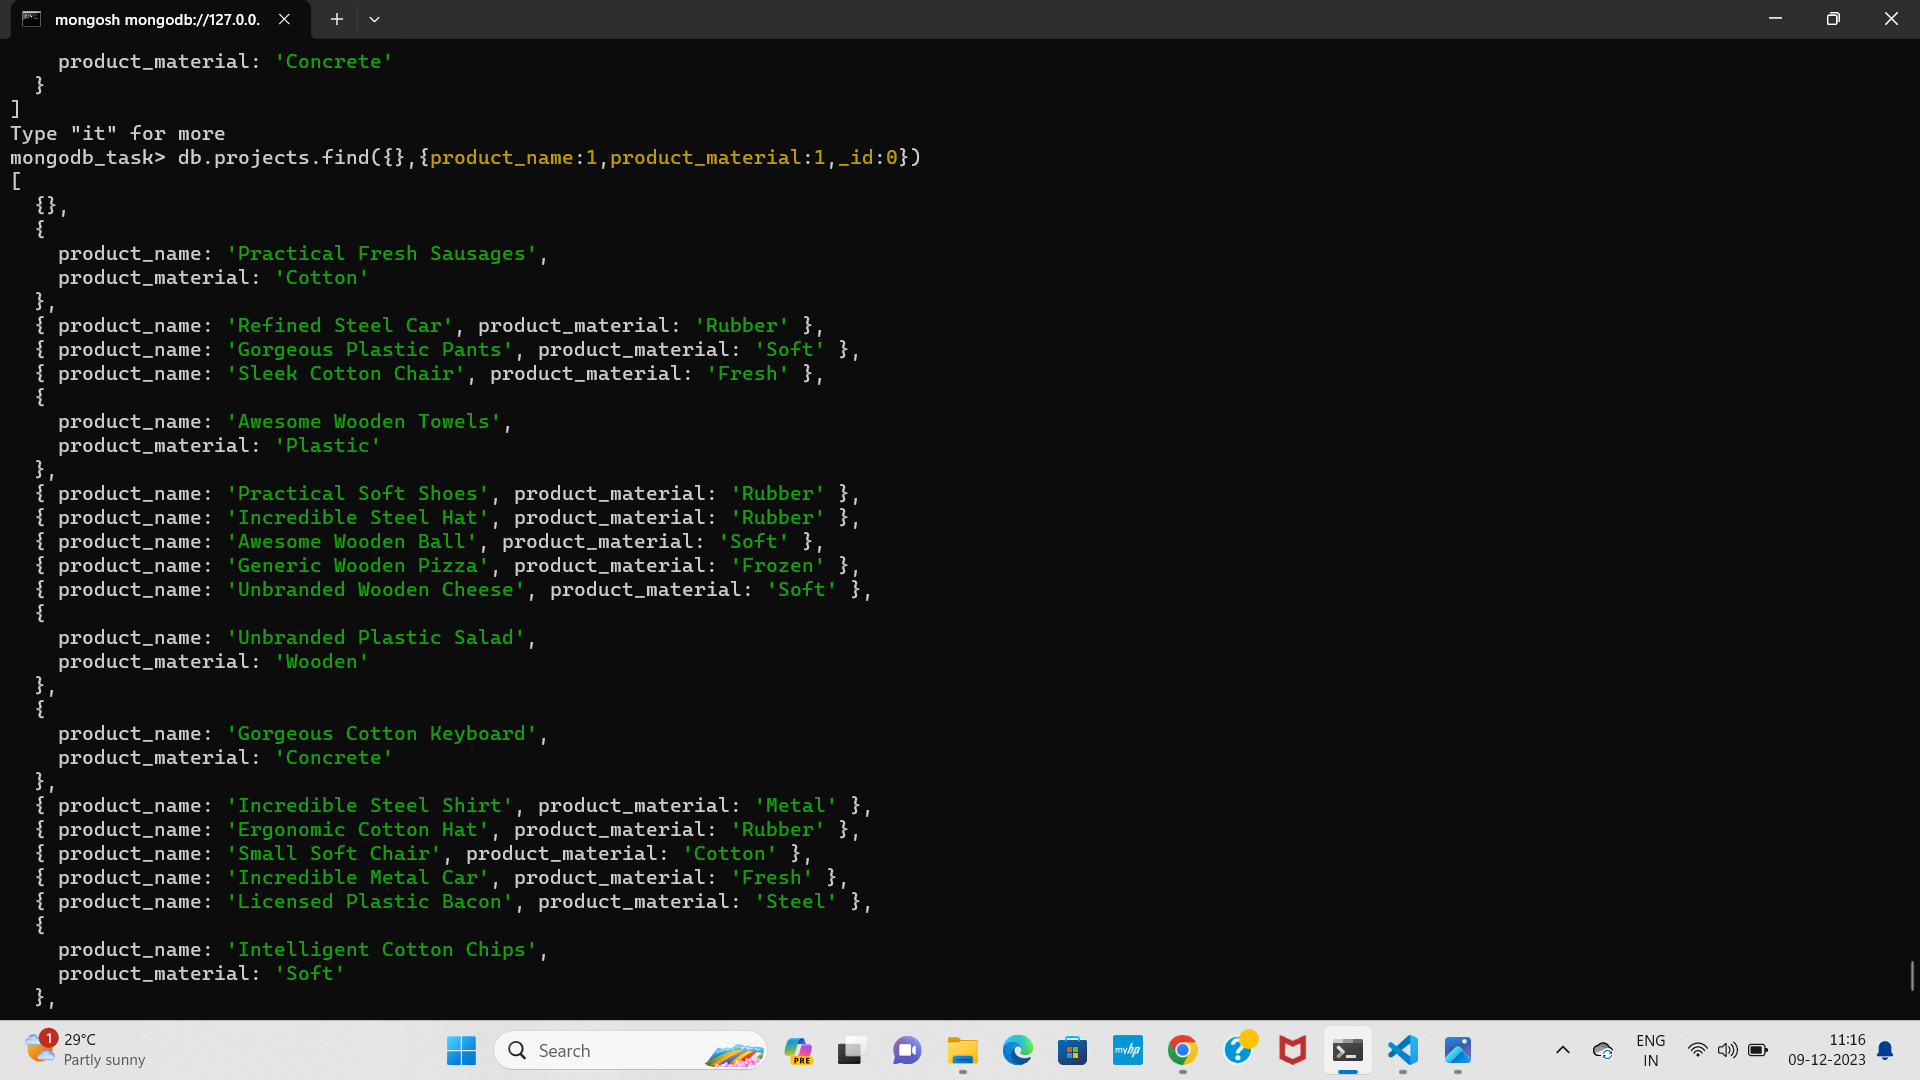 mongosh mongodb://127.0.0.
product_material: 'Concrete'
}
]
Type "it" for more
mongodb_task> db.projects.find({},{product_name:1,product_material:1,_id:0})
[
{},
{
product_name: 'Practical Fresh Sausages',
product_material: 'Cotton'
},
{ product_name: 'Refined Steel Car', product_material: 'Rubber' },
{ product_name: 'Gorgeous Plastic Pants', product_material: 'Soft' },
{ product_name: 'Sleek Cotton Chair', product_material: 'Fresh' },
{
product_name: 'Awesome Wooden Towels',
product_material: 'Plastic'
},
{ product_name: 'Practical Soft Shoes', product_material: 'Rubber' },
{ product_name: 'Incredible Steel Hat', product_material: 'Rubber' },
{ product_name: 'Awesome Wooden Ball', product_material: 'Soft' },
{ product_name: 'Generic Wooden Pizza', product_material: 'Frozen' },
{ product_name: 'Unbranded Wooden Cheese', product_material: 'Soft' },
{
product_name: 'Unbranded Plastic Salad',
product_material: 'Wooden'
},
{
product_name: 'Gorgeous Cotton Keyboard',
product_material: 'Concrete'
},
{ product_name: 'Incredible Steel Shirt', product_material: 'Metal' },
{ product_name: 'Ergonomic Cotton Hat', product_material: 'Rubber' },
{ product_name: 'Small Soft Chair', product_material: 'Cotton' },
{ product_name: 'Incredible Metal Car', product_material: 'Fresh' },
{ product_name: 'Licensed Plastic Bacon', product_material: 'Steel' },
{
product_name: 'Intelligent Cotton Chips',
product_material: 'Soft'
},
1
29°C
Partly sunny
Search
PRE
myhp
?
ENG
IN
11:16
09-12-2023